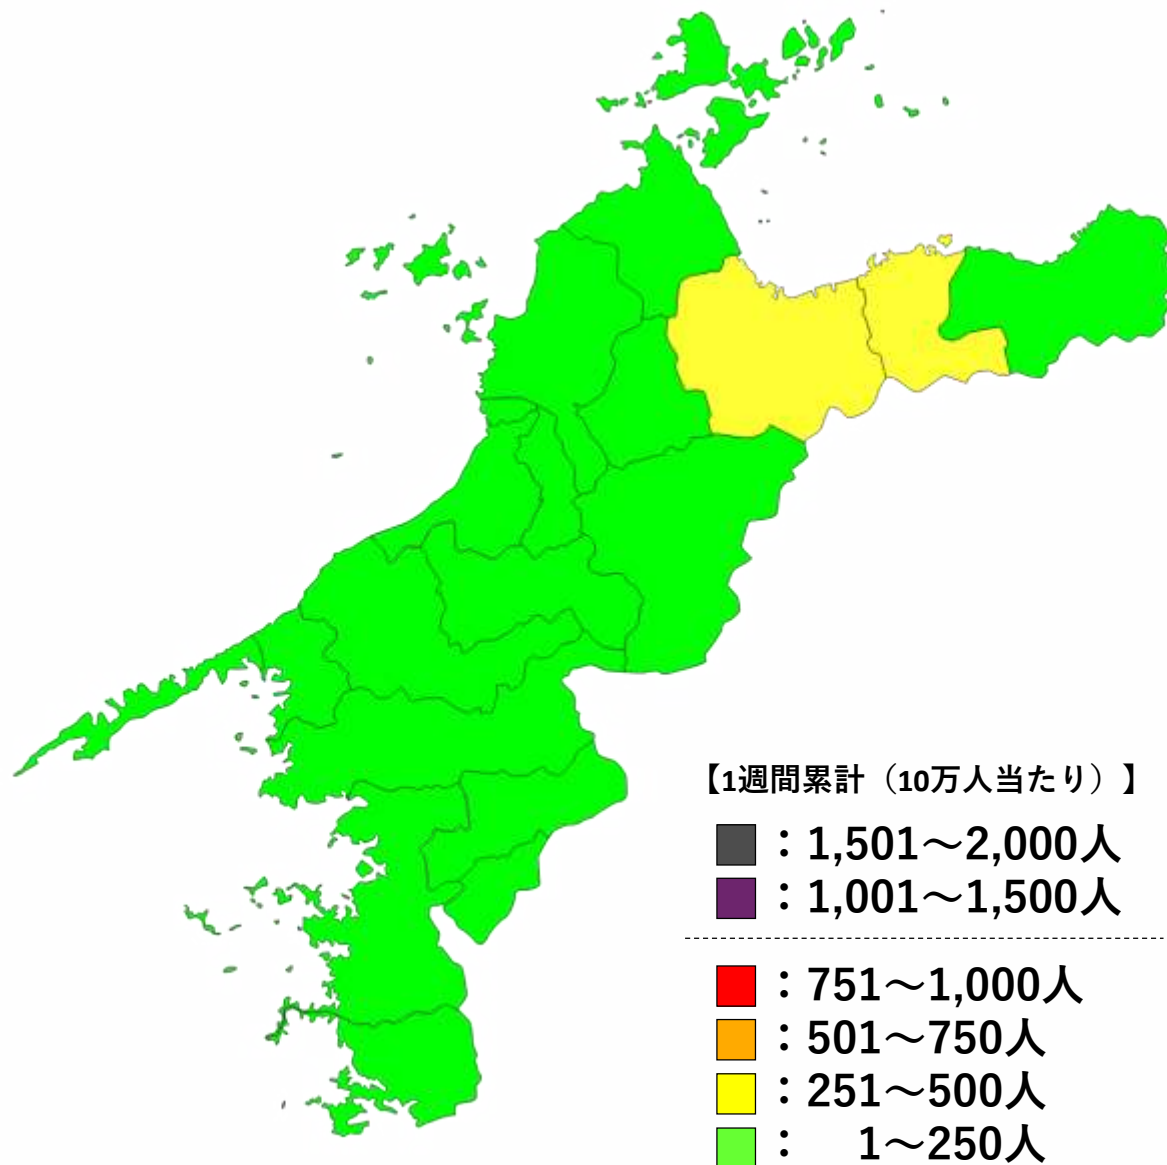 【1週間累計（10万人当たり）】
：1,501～2,000人
：1,001～1,500人
：751～1,000人
：501～750人
：251～500人
：　1～250人